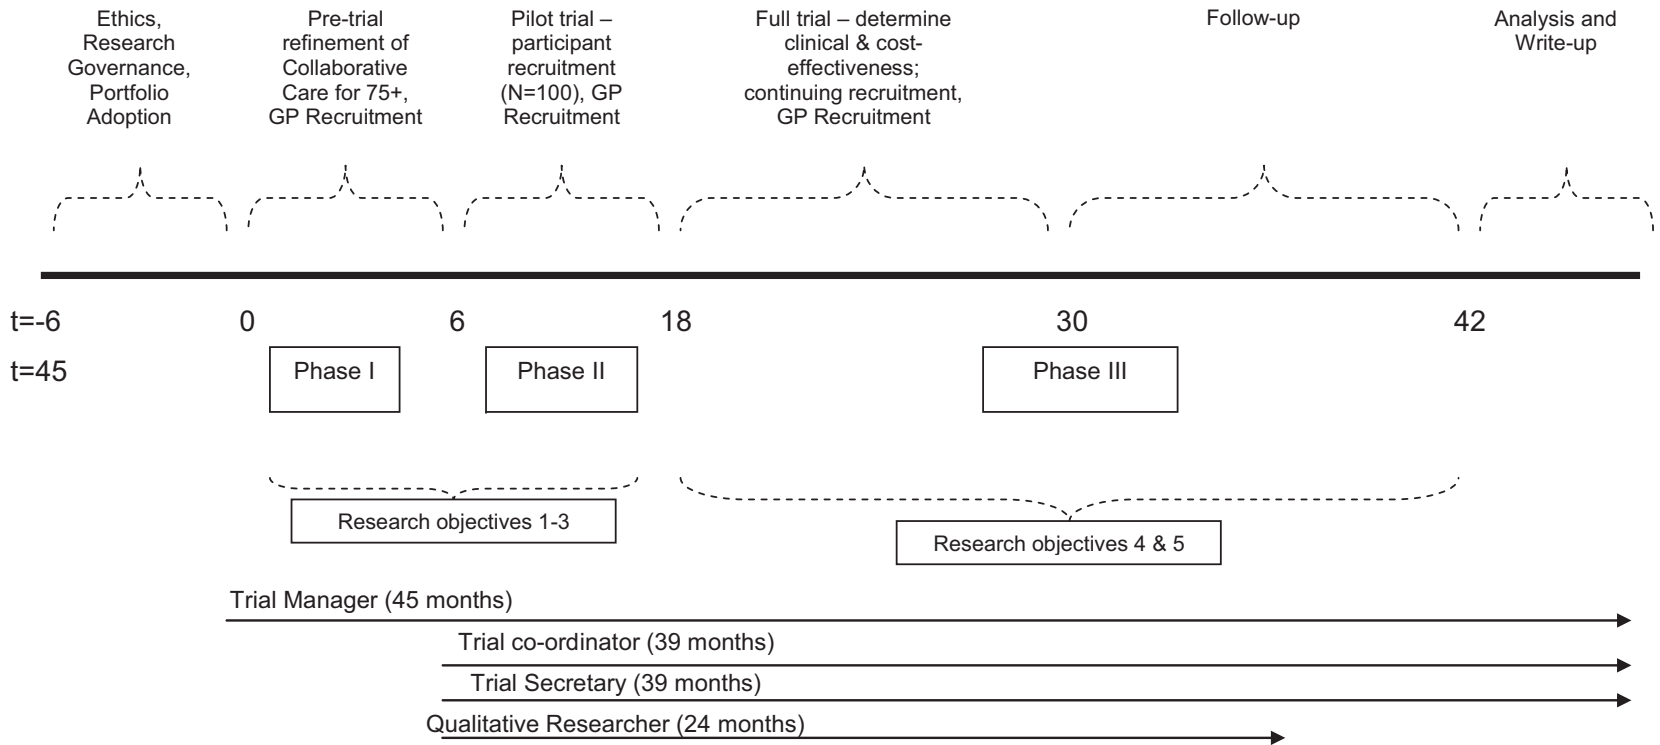 Ethics,
Research
Governance,
Portfolio
Adoption
Pre-trial
refinement of
Collaborative
Care for 75+,
GP Recruitment
Pilot trial –
participant
recruitment
(N=100), GP
Recruitment
Full trial – determine
clinical & cost-
effectiveness;
continuing recruitment,
GP Recruitment
Follow-up
Analysis and
Write-up
t=-6 0 6 18 30 42
t=45
Phase I
Phase II
Phase III
Research objectives 1-3
Research objectives 4 & 5
Trial Manager (45 months)
Trial co-ordinator (39 months)
Trial Secretary (39 months)
Qualitative Researcher (24 months)